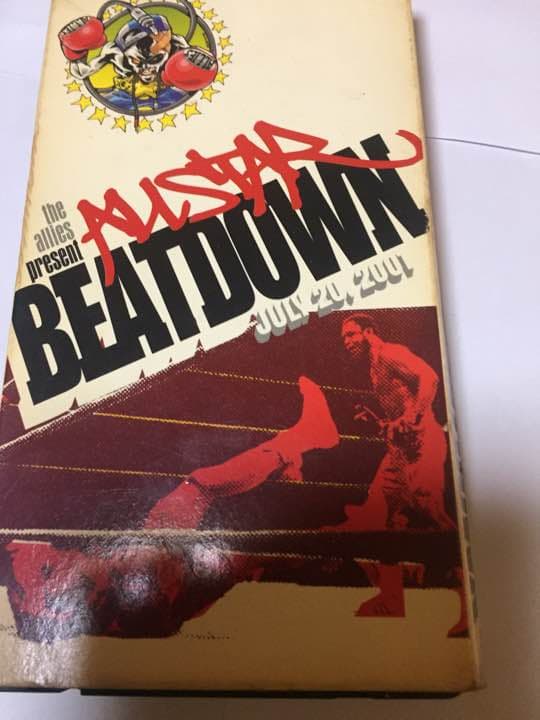 the
allies
present
ALLSTAR
BEATDOWN
JULY 20, 2001